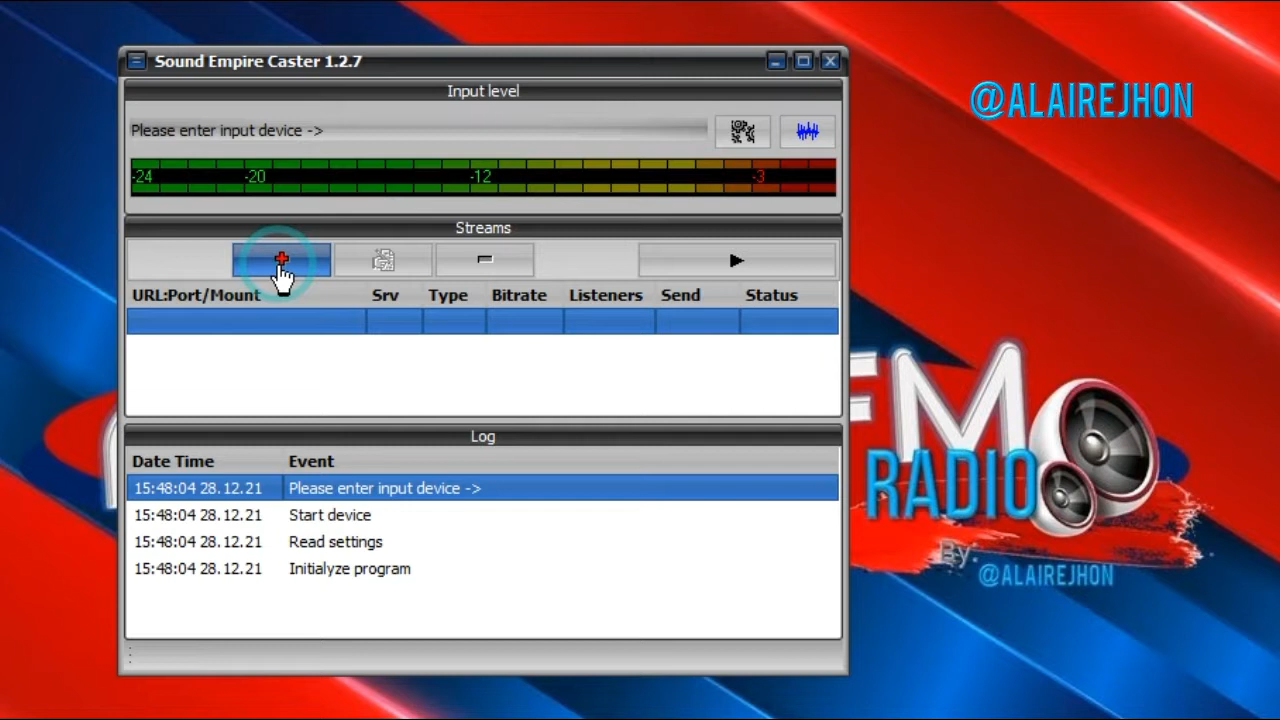 Sound Empire Caster 1.2.7
Input level
@ALAIREJHON
Please enter input device ->
-24 -20 -12 -3
Streams
URL:Port/Mount Srv Type Bitrate Listeners Send Status
Log
Date Time Event
15:48:04 28.12.21 Please enter input device ->
15:48:04 28.12.21 Start device
15:48:04 28.12.21 Read settings
15:48:04 28.12.21 Initialyze program
FM
RADIO
By.
@ALAIREJHON